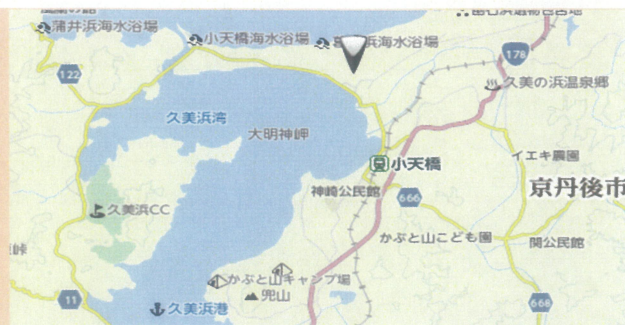 蒲井浜海水浴場
小天橋海水浴場
浜海水浴場
178
122
久美の浜温泉郷
久美浜湾
大明神岬
イエキ農園
小天橋
神崎公民館
666
京丹後市
久美浜CC
かぶと山こども園
関公民館
峠
かぶと山キャンプ場
兜山
11
久美浜港
668